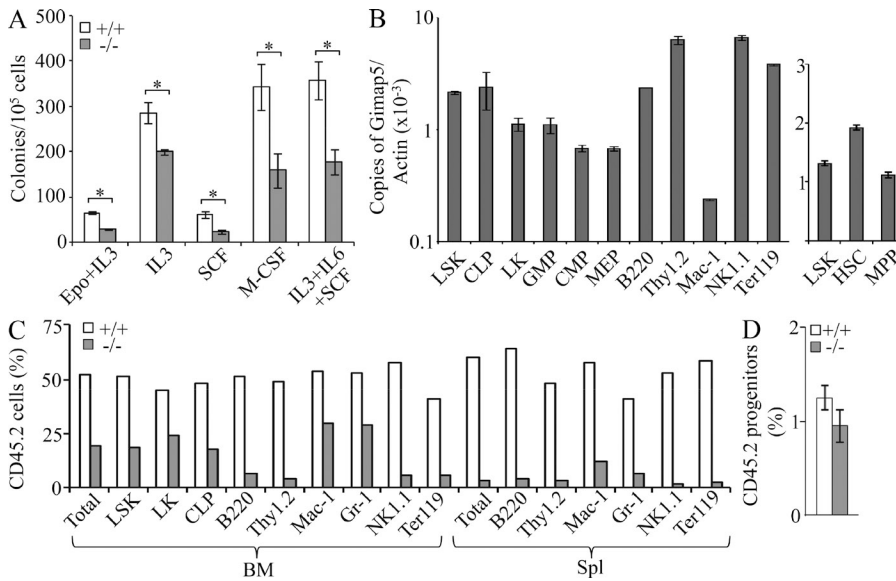 A
+/+
-/-
Colonies/10⁵ cells
500
400
300
200
100
0
*
*
*
*
*
Epo+IL3
IL3
SCF
M-CSF
IL3+IL6
+SCF
B
Copies of Gimap5/
Actin (x10⁻³)
10
1
0.1
LSK
CLP
LK
GMP
CMP
MEP
B220
Thy1.2
Mac-1
NK1.1
Ter119
3
2
1
LSK
HSC
MPP
C
+/+
-/-
CD45.2 cells (%)
75
50
25
0
Total
LSK
LK
CLP
B220
Thy1.2
Mac-1
Gr-1
NK1.1
Ter119
BM
Total
B220
Thy1.2
Mac-1
Gr-1
NK1.1
Ter119
Spl
D
+/+
-/-
CD45.2 progenitors
(%)
2
1
0